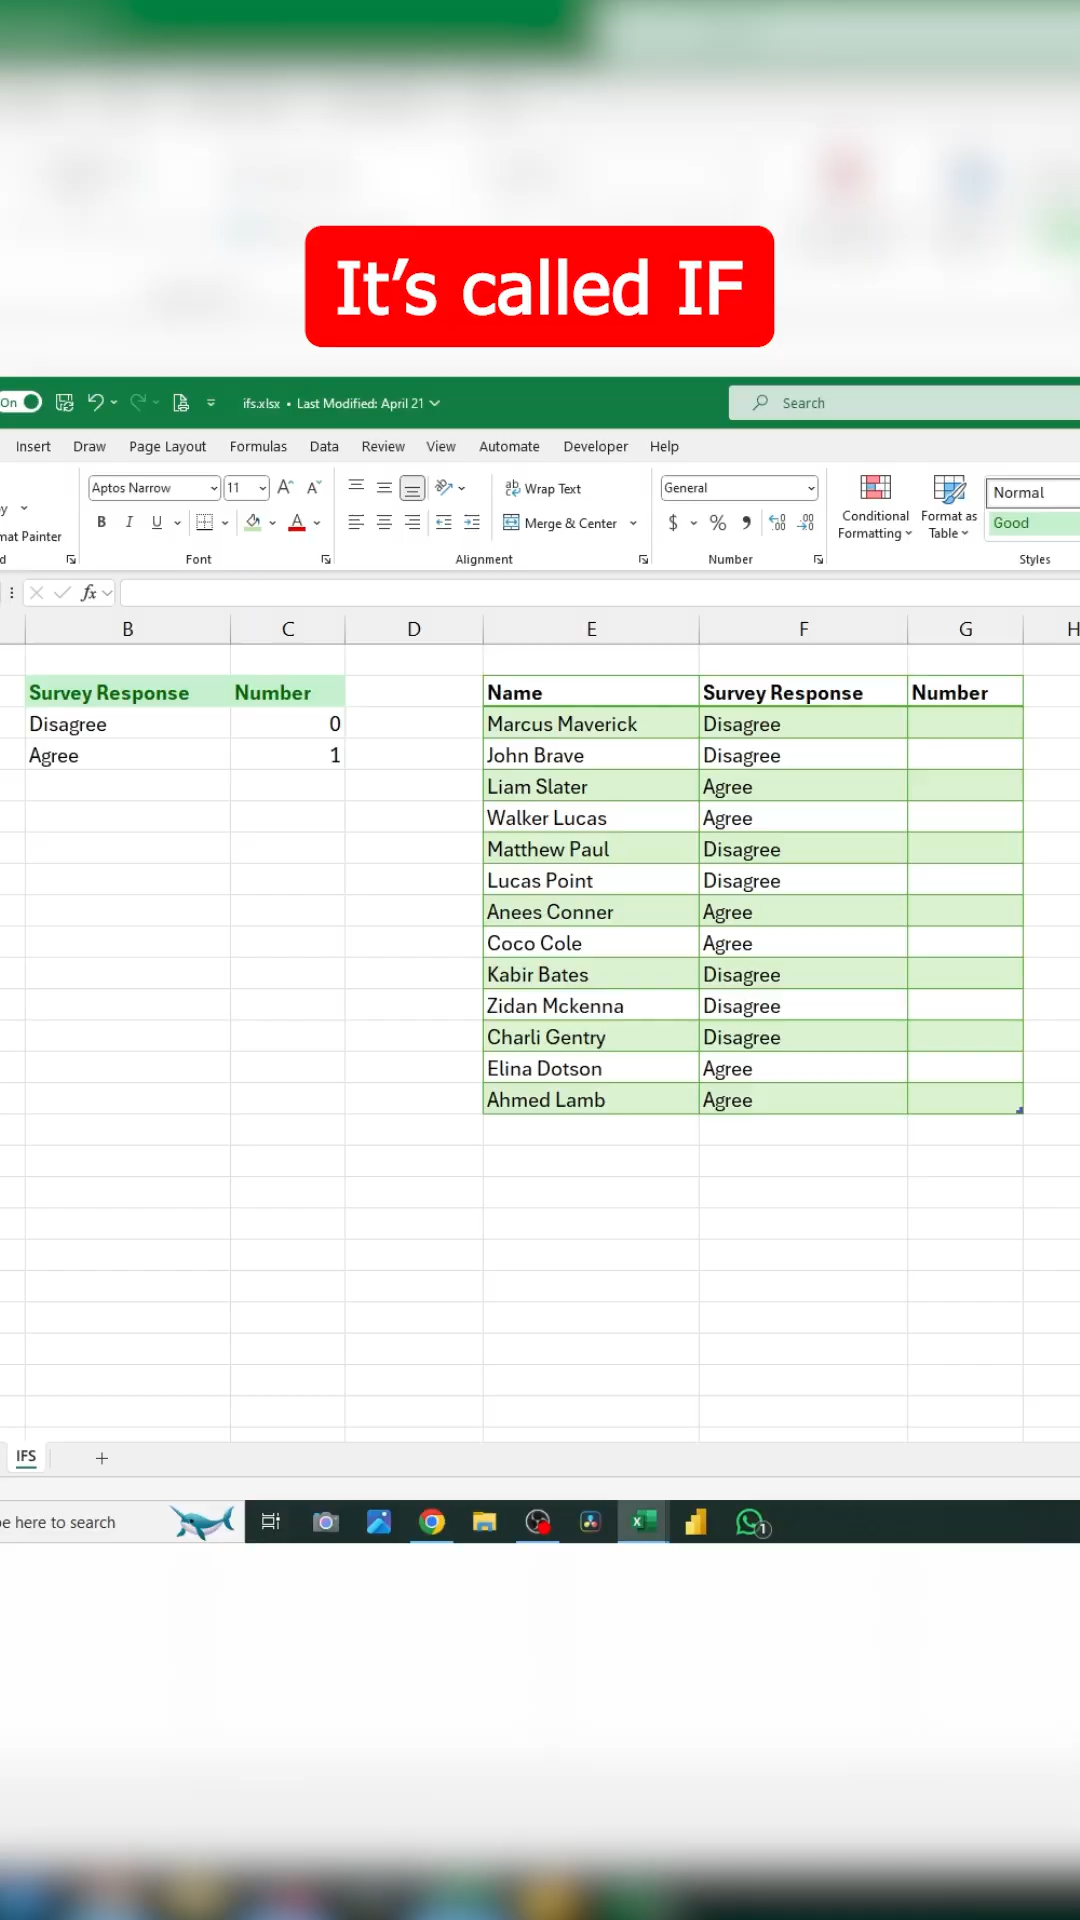 It's called IF
On
ifs.xlsx • Last Modified: April 21
Search
Insert Draw Page Layout Formulas Data Review View Automate Developer Help
Aptos Narrow 11
Wrap Text
General
Normal
Merge & Center
$ % ,
Conditional Formatting
Format as Table
Good
B I U
mat Painter
Font
Alignment
Number
Styles
fx
B C D E F G H
Survey Response Number
Disagree 0
Agree 1
Name Survey Response Number
Marcus Maverick Disagree
John Brave Disagree
Liam Slater Agree
Walker Lucas Agree
Matthew Paul Disagree
Lucas Point Disagree
Anees Conner Agree
Coco Cole Agree
Kabir Bates Disagree
Zidan Mckenna Disagree
Charli Gentry Disagree
Elina Dotson Agree
Ahmed Lamb Agree
IFS
e here to search
1